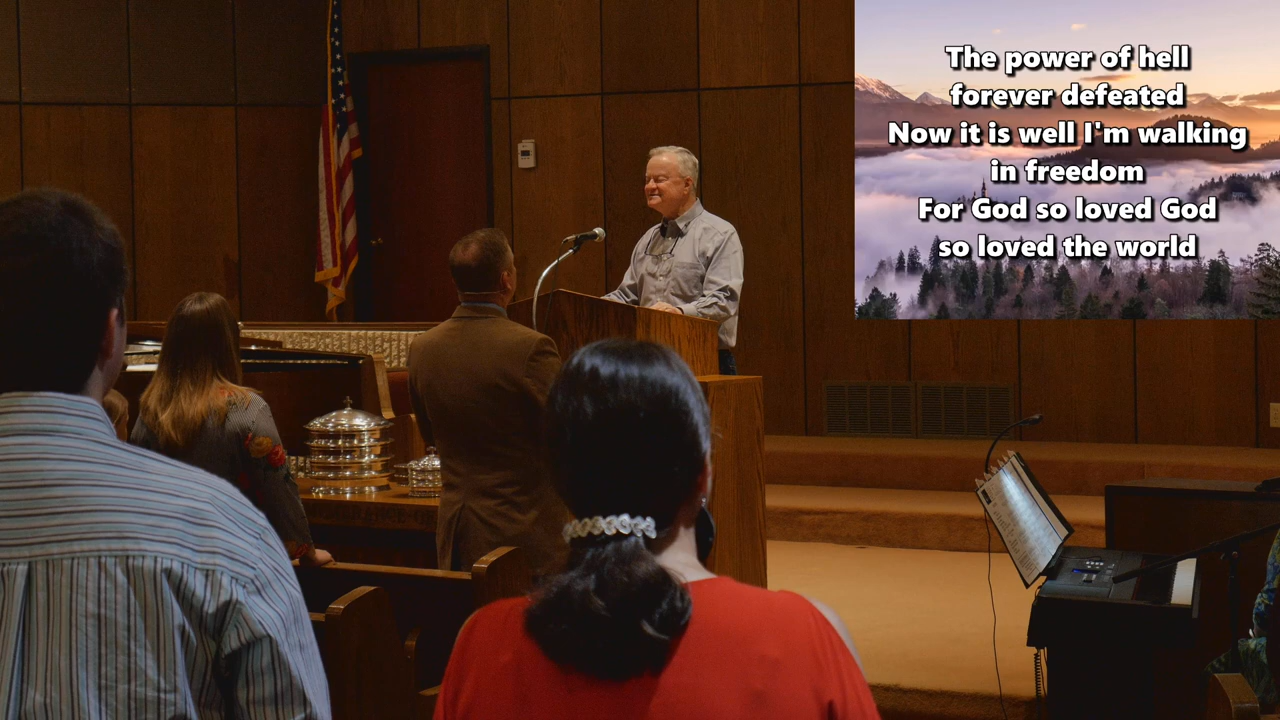 The power of hell
forever defeated
Now it is well I'm walking
in freedom
For God so loved God
so loved the world